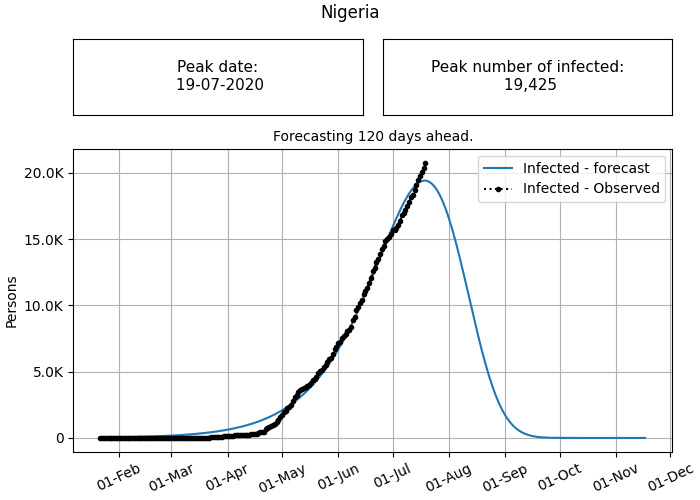 Nigeria
Peak date:
19-07-2020
Peak number of infected:
19,425
Forecasting 120 days ahead.
Infected - forecast
Infected - Observed
20.0K
15.0K
10.0K
5.0K
0
Persons
01-Feb
01-Mar
01-Apr
01-May
01-Jun
01-Jul
01-Aug
01-Sep
01-Oct
01-Nov
01-Dec